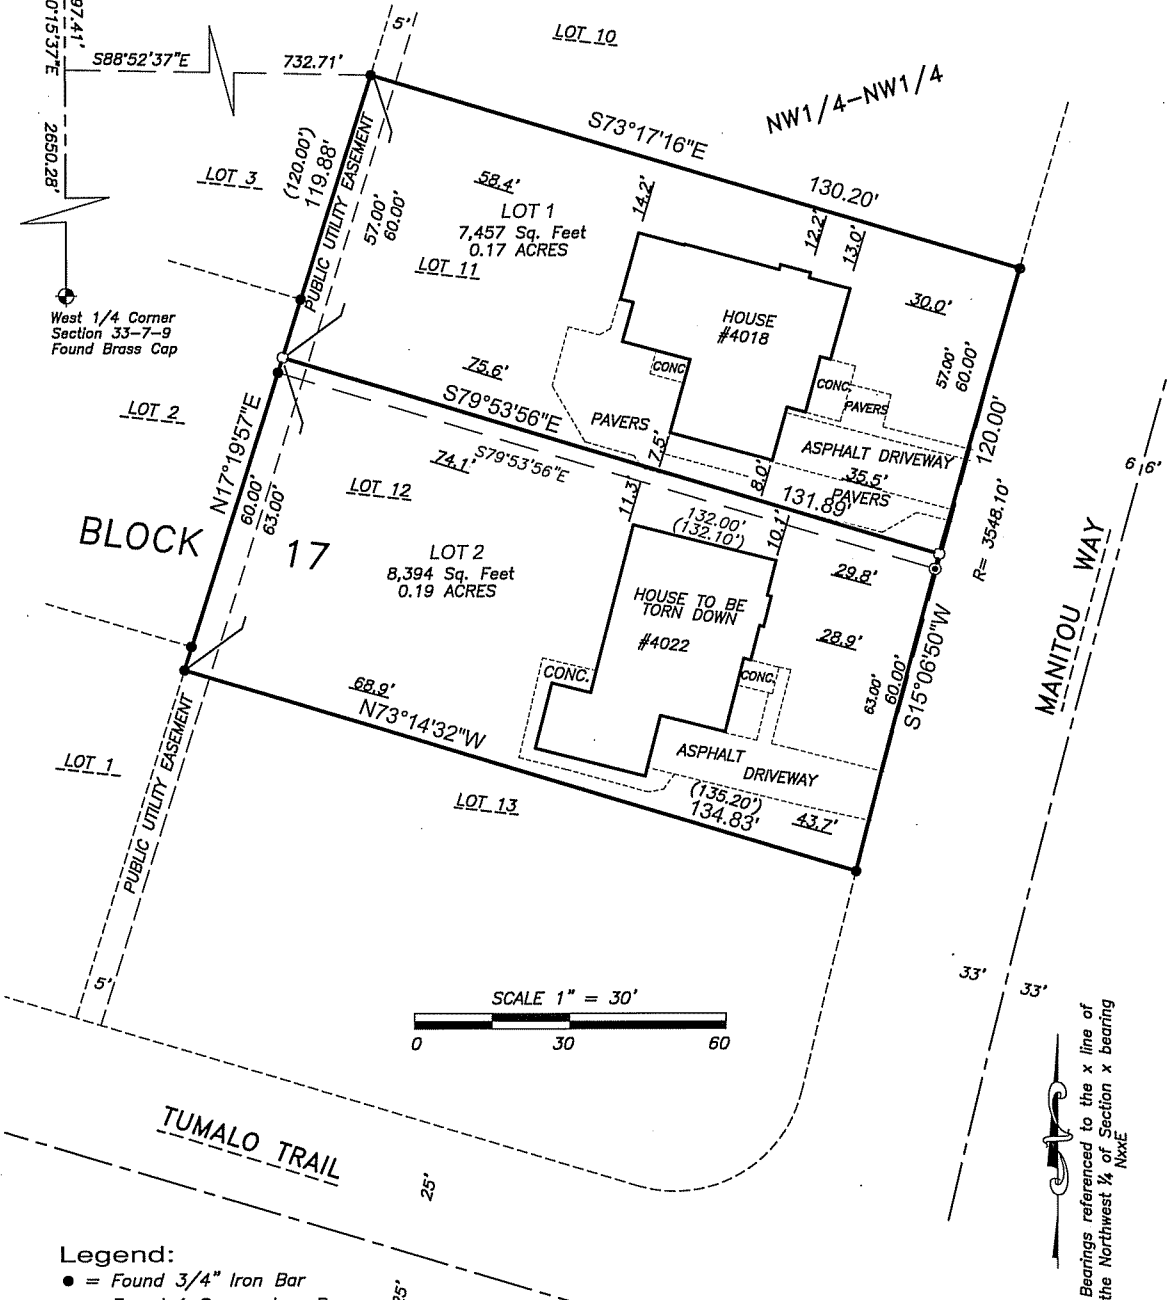 97.41'
0°15'37"E
2650.28'
S88°52'37"E
732.71'
5'
LOT 10
NW1/4-NW1/4
S73°17'16"E
130.20'
LOT 3
(120.00')
119.88'
PUBLIC UTILITY EASEMENT
57.00'
60.00'
58.4'
LOT 1
7,457 Sq. Feet
0.17 ACRES
LOT 11
14.2'
12.2'
13.0'
30.0'
HOUSE
#4018
57.00'
60.00'
120.00'
West 1/4 Corner
Section 33-7-9
Found Brass Cap
CONC
CONC.
PAVERS
75.6'
S79°53'56"E
PAVERS
7.5'
8.0'
ASPHALT DRIVEWAY
35.5'
PAVERS
131.89'
LOT 2
N17°19'57"E
60.00'
63.00'
74.1'
S79°53'56"E
LOT 12
11.3'
132.00'
(132.10')
10.1'
R= 3548.10'
6
6'
MANITOU WAY
BLOCK 17
LOT 2
8,394 Sq. Feet
0.19 ACRES
HOUSE TO BE
TORN DOWN
#4022
29.8'
28.9'
63.00'
60.00'
S15°06'50"W
CONC.
CONC.
68.9'
N73°14'32"W
ASPHALT
DRIVEWAY
(135.20')
134.83'
43.7'
LOT 1
PUBLIC UTILITY EASEMENT
LOT 13
5'
33'
33'
SCALE 1" = 30'
0 30 60
TUMALO TRAIL
25'
25'
Bearings referenced to the x line of
the Northwest ¼ of Section x bearing
NxxE
Legend:
● = Found 3/4" Iron Bar